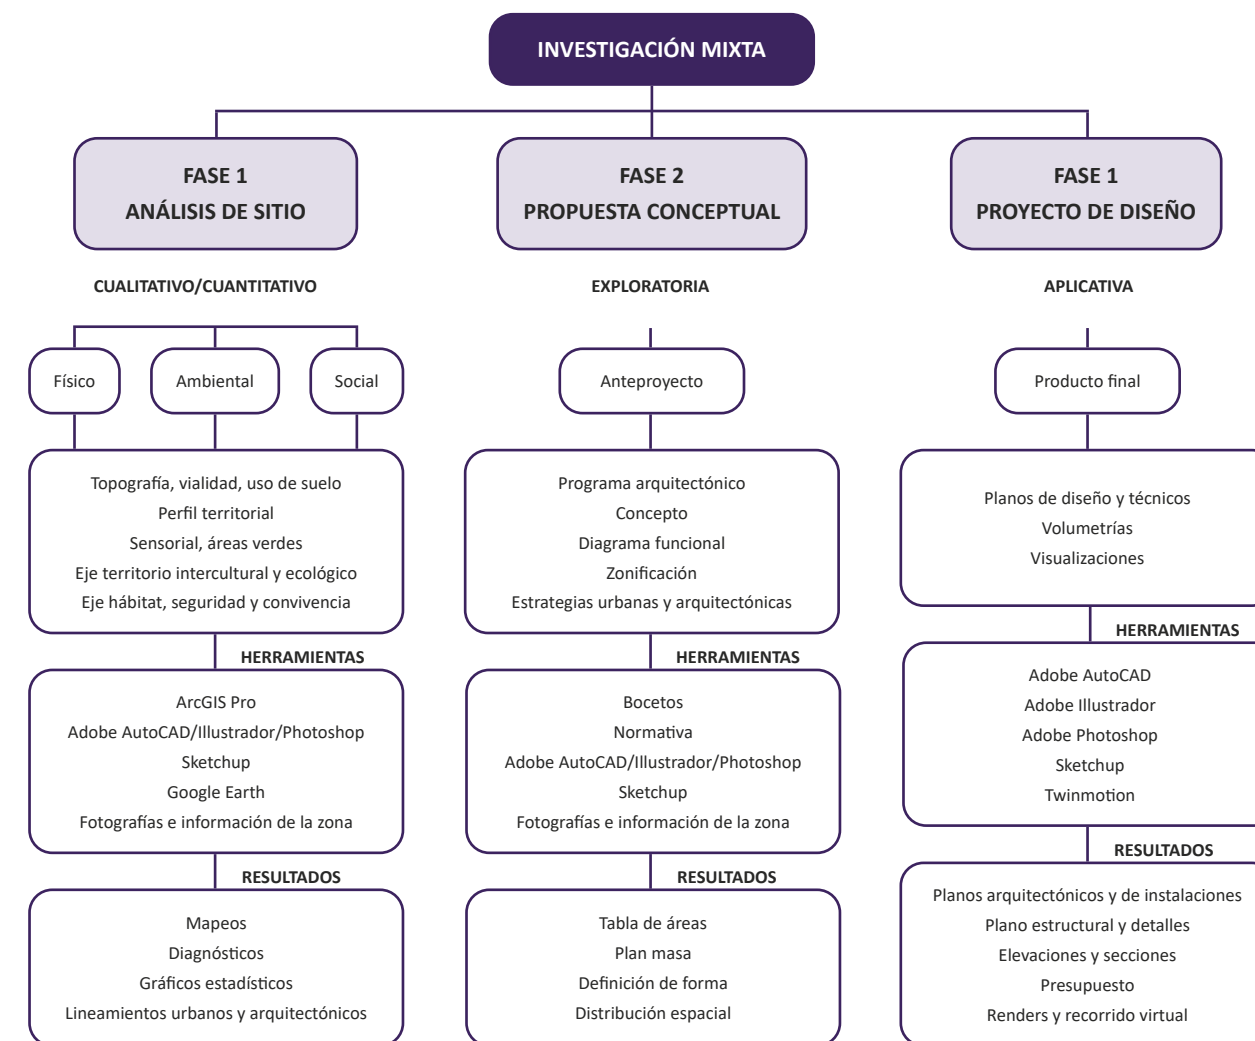 INVESTIGACIÓN MIXTA
FASE 1
ANÁLISIS DE SITIO
CUALITATIVO/CUANTITATIVO
Físico
Ambiental
Social
Topografía, vialidad, uso de suelo
Perfil territorial
Sensorial, áreas verdes
Eje territorio intercultural y ecológico
Eje hábitat, seguridad y convivencia
HERRAMIENTAS
ArcGIS Pro
Adobe AutoCAD/Illustrador/Photoshop
Sketchup
Google Earth
Fotografías e información de la zona
RESULTADOS
Mapeos
Diagnósticos
Gráficos estadísticos
Lineamientos urbanos y arquitectónicos
FASE 2
PROPUESTA CONCEPTUAL
EXPLORATORIA
Anteproyecto
Programa arquitectónico
Concepto
Diagrama funcional
Zonificación
Estrategias urbanas y arquitectónicas
HERRAMIENTAS
Bocetos
Normativa
Adobe AutoCAD/Illustrador/Photoshop
Sketchup
Fotografías e información de la zona
RESULTADOS
Tabla de áreas
Plan masa
Definición de forma
Distribución espacial
FASE 1
PROYECTO DE DISEÑO
APLICATIVA
Producto final
Planos de diseño y técnicos
Volumetrías
Visualizaciones
HERRAMIENTAS
Adobe AutoCAD
Adobe Illustrador
Adobe Photoshop
Sketchup
Twinmotion
RESULTADOS
Planos arquitectónicos y de instalaciones
Plano estructural y detalles
Elevaciones y secciones
Presupuesto
Renders y recorrido virtual